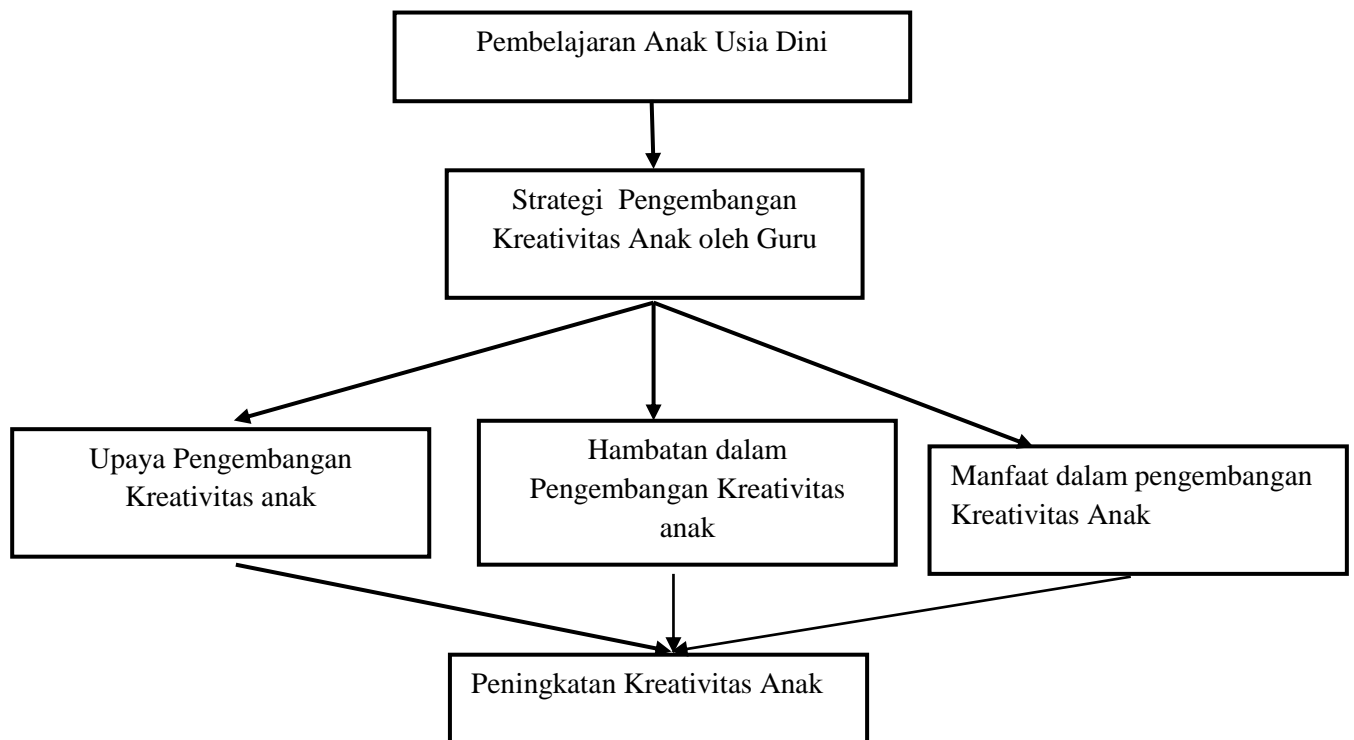 Pembelajaran Anak Usia Dini
Strategi  Pengembangan
Kreativitas Anak oleh Guru
Upaya Pengembangan
Kreativitas anak
Hambatan dalam
Pengembangan Kreativitas
anak
Manfaat dalam pengembangan
Kreativitas Anak
Peningkatan Kreativitas Anak